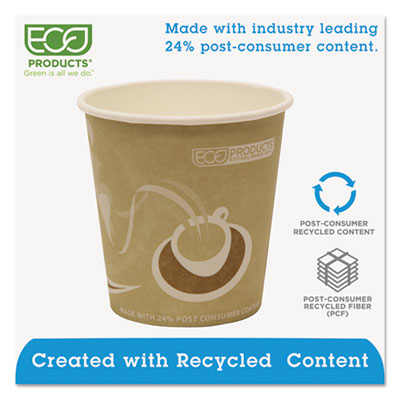 ECO
PRODUCTS®
Green is all we do.™
Made with industry leading
24% post-consumer content.
ECO PRODUCTS
POST-CONSUMER
RECYCLED CONTENT
POST-CONSUMER
RECYCLED FIBER
(PCF)
MADE WITH 24% POST CONSUMER
Created with Recycled Content